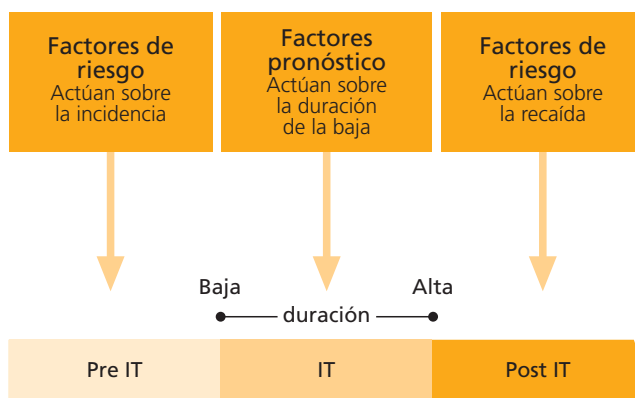 Factores de
riesgo
Actúan sobre
la incidencia
Factores
pronóstico
Actúan sobre
la duración
de la baja
Factores de
riesgo
Actúan sobre
la recaída
Baja
Alta
duración
Pre IT
IT
Post IT